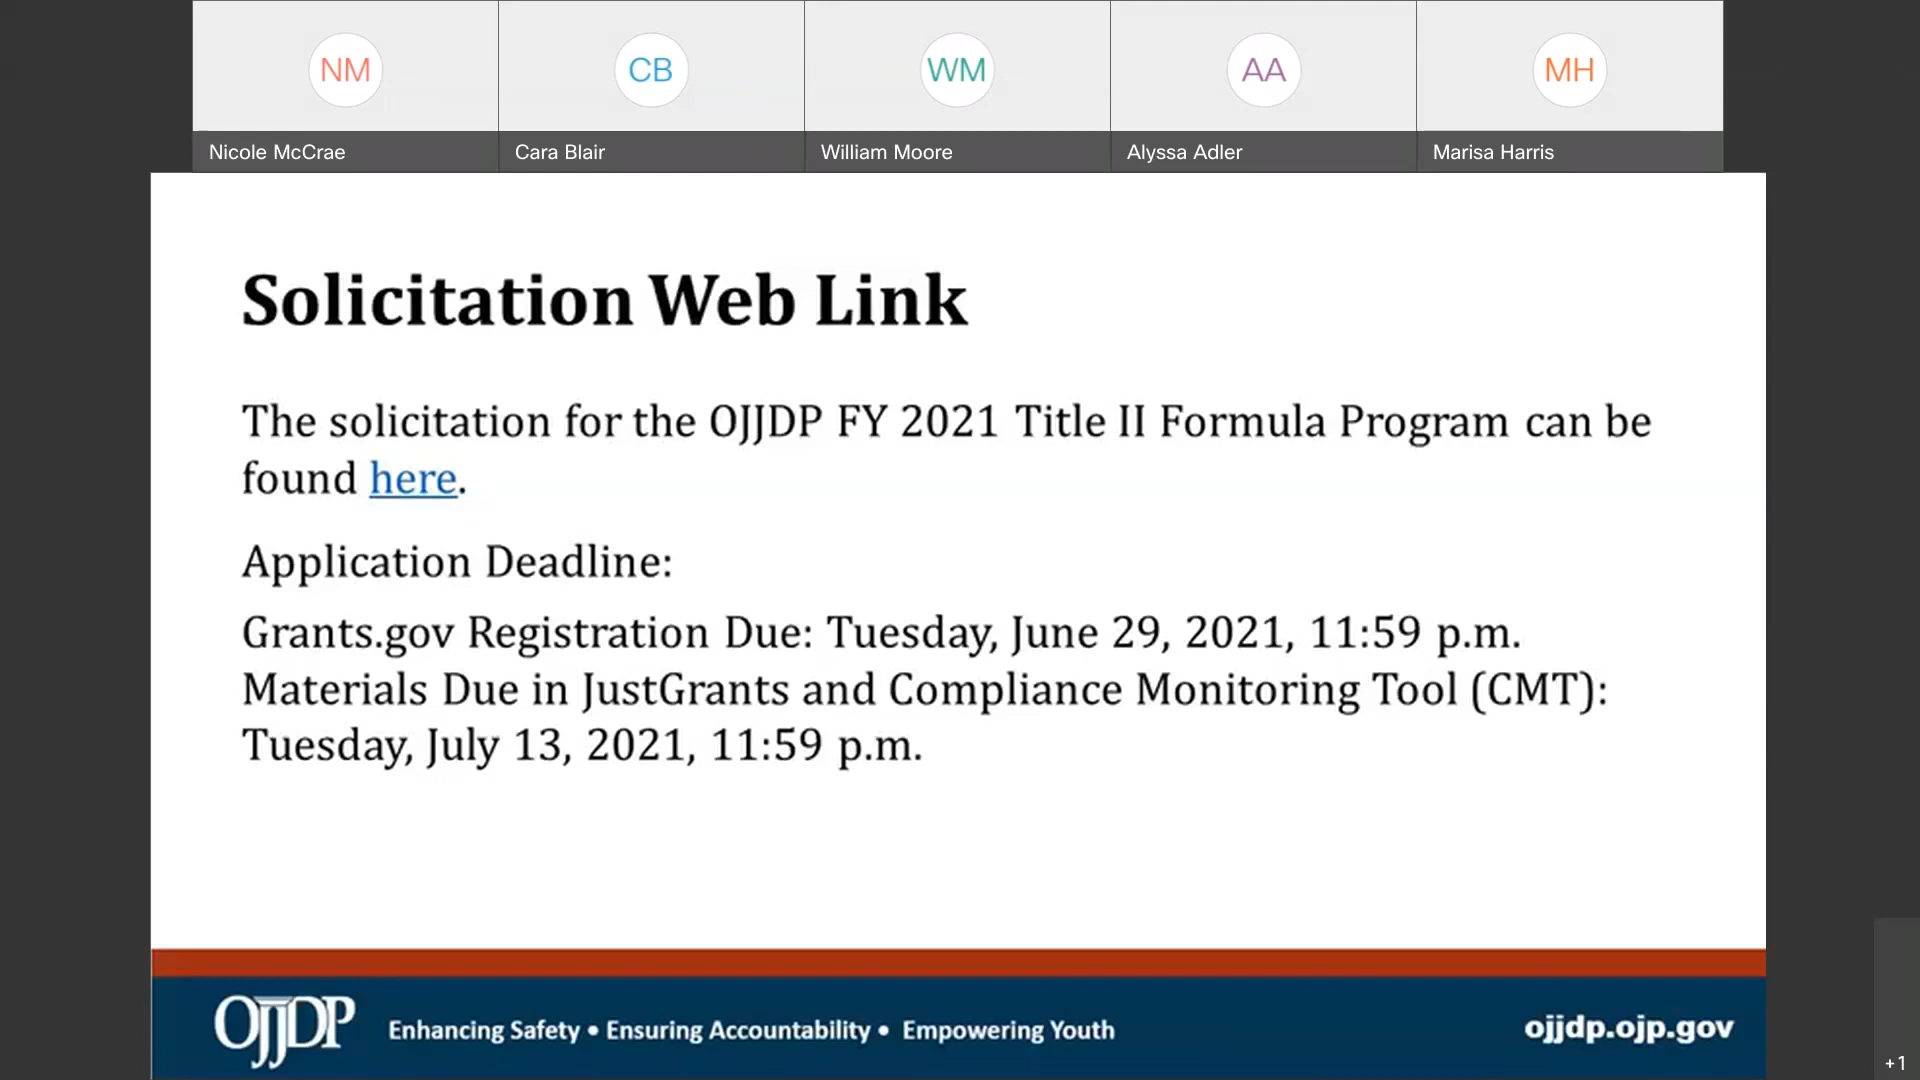 NM CB WM AA MH
Nicole McCrae Cara Blair William Moore Alyssa Adler Marisa Harris
Solicitation Web Link
The solicitation for the OJJDP FY 2021 Title II Formula Program can be
found here.
Application Deadline:
Grants.gov Registration Due: Tuesday, June 29, 2021, 11:59 p.m.
Materials Due in JustGrants and Compliance Monitoring Tool (CMT):
Tuesday, July 13, 2021, 11:59 p.m.
OJJDP Enhancing Safety • Ensuring Accountability • Empowering Youth ojjdp.ojp.gov
+1